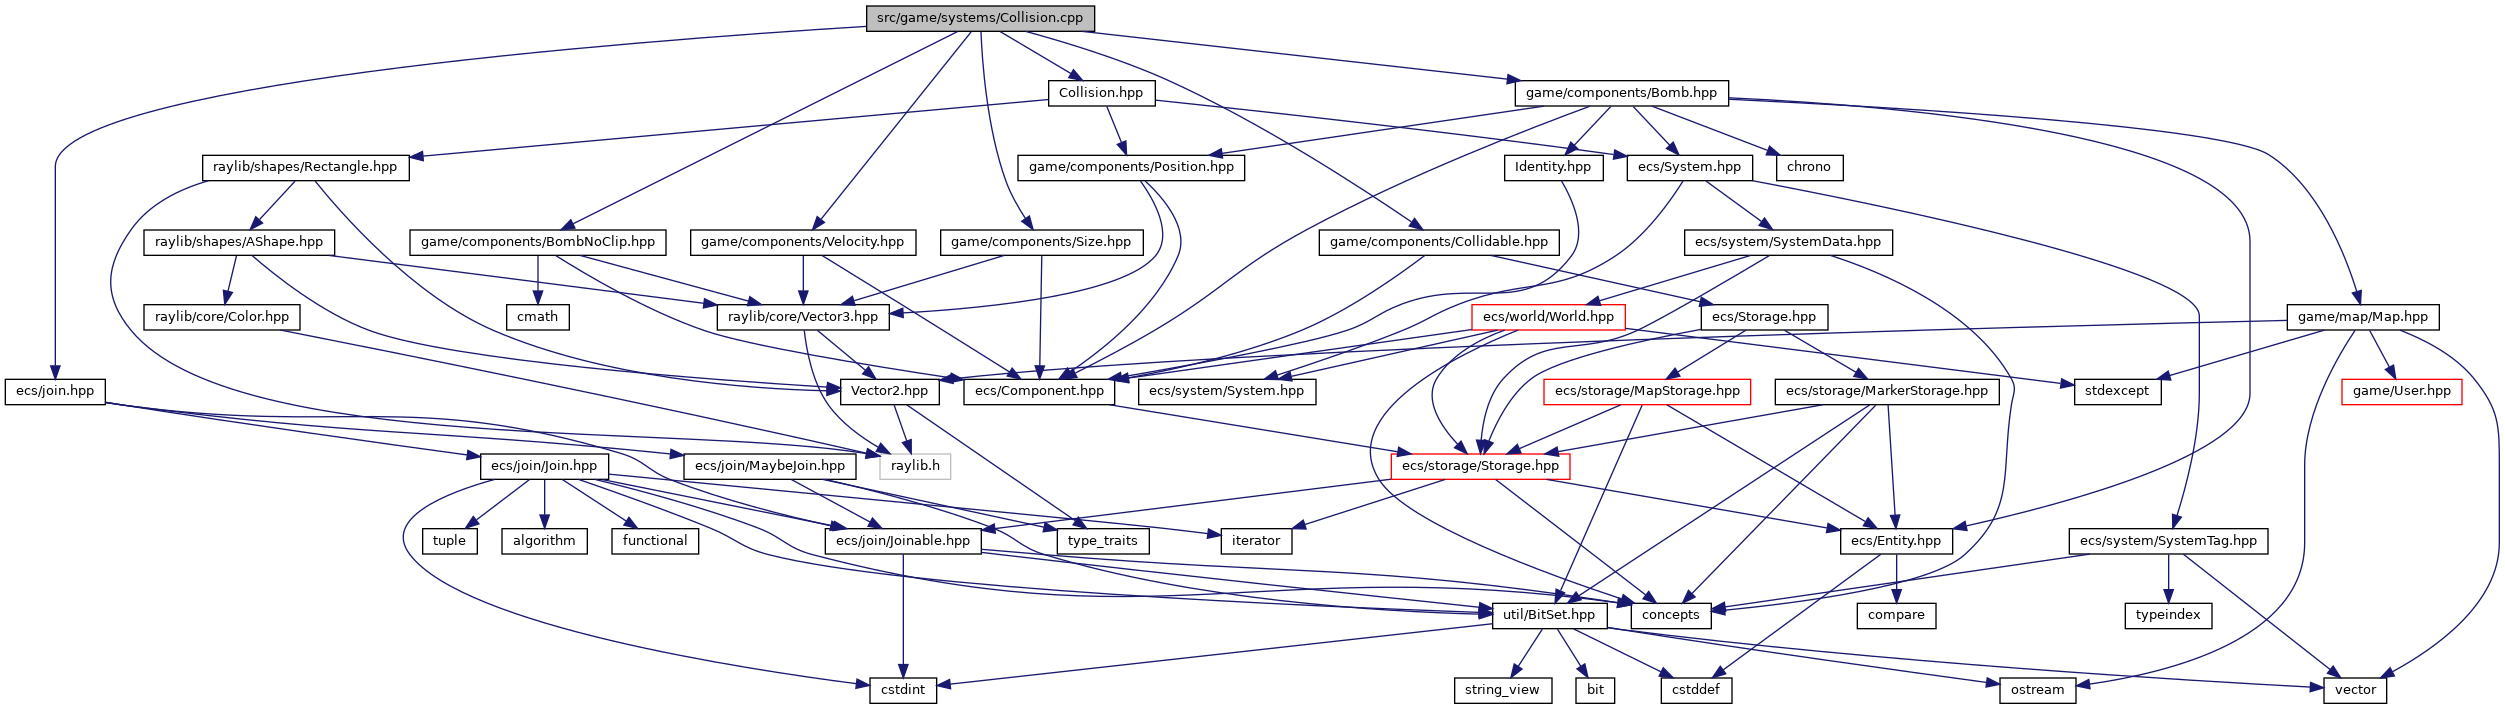 src/game/systems/Collision.cpp
Collision.hpp
game/components/Bomb.hpp
raylib/shapes/Rectangle.hpp
game/components/Position.hpp
Identity.hpp
ecs/System.hpp
chrono
raylib/shapes/AShape.hpp
game/components/BombNoClip.hpp
game/components/Velocity.hpp
game/components/Size.hpp
game/components/Collidable.hpp
ecs/system/SystemData.hpp
raylib/core/Color.hpp
cmath
raylib/core/Vector3.hpp
ecs/world/World.hpp
ecs/Storage.hpp
game/map/Map.hpp
ecs/join.hpp
Vector2.hpp
ecs/Component.hpp
ecs/system/System.hpp
ecs/storage/MapStorage.hpp
ecs/storage/MarkerStorage.hpp
stdexcept
game/User.hpp
ecs/join/Join.hpp
ecs/join/MaybeJoin.hpp
raylib.h
ecs/storage/Storage.hpp
tuple
algorithm
functional
ecs/join/Joinable.hpp
type_traits
iterator
ecs/Entity.hpp
ecs/system/SystemTag.hpp
util/BitSet.hpp
concepts
compare
typeindex
cstdint
string_view
bit
cstddef
ostream
vector